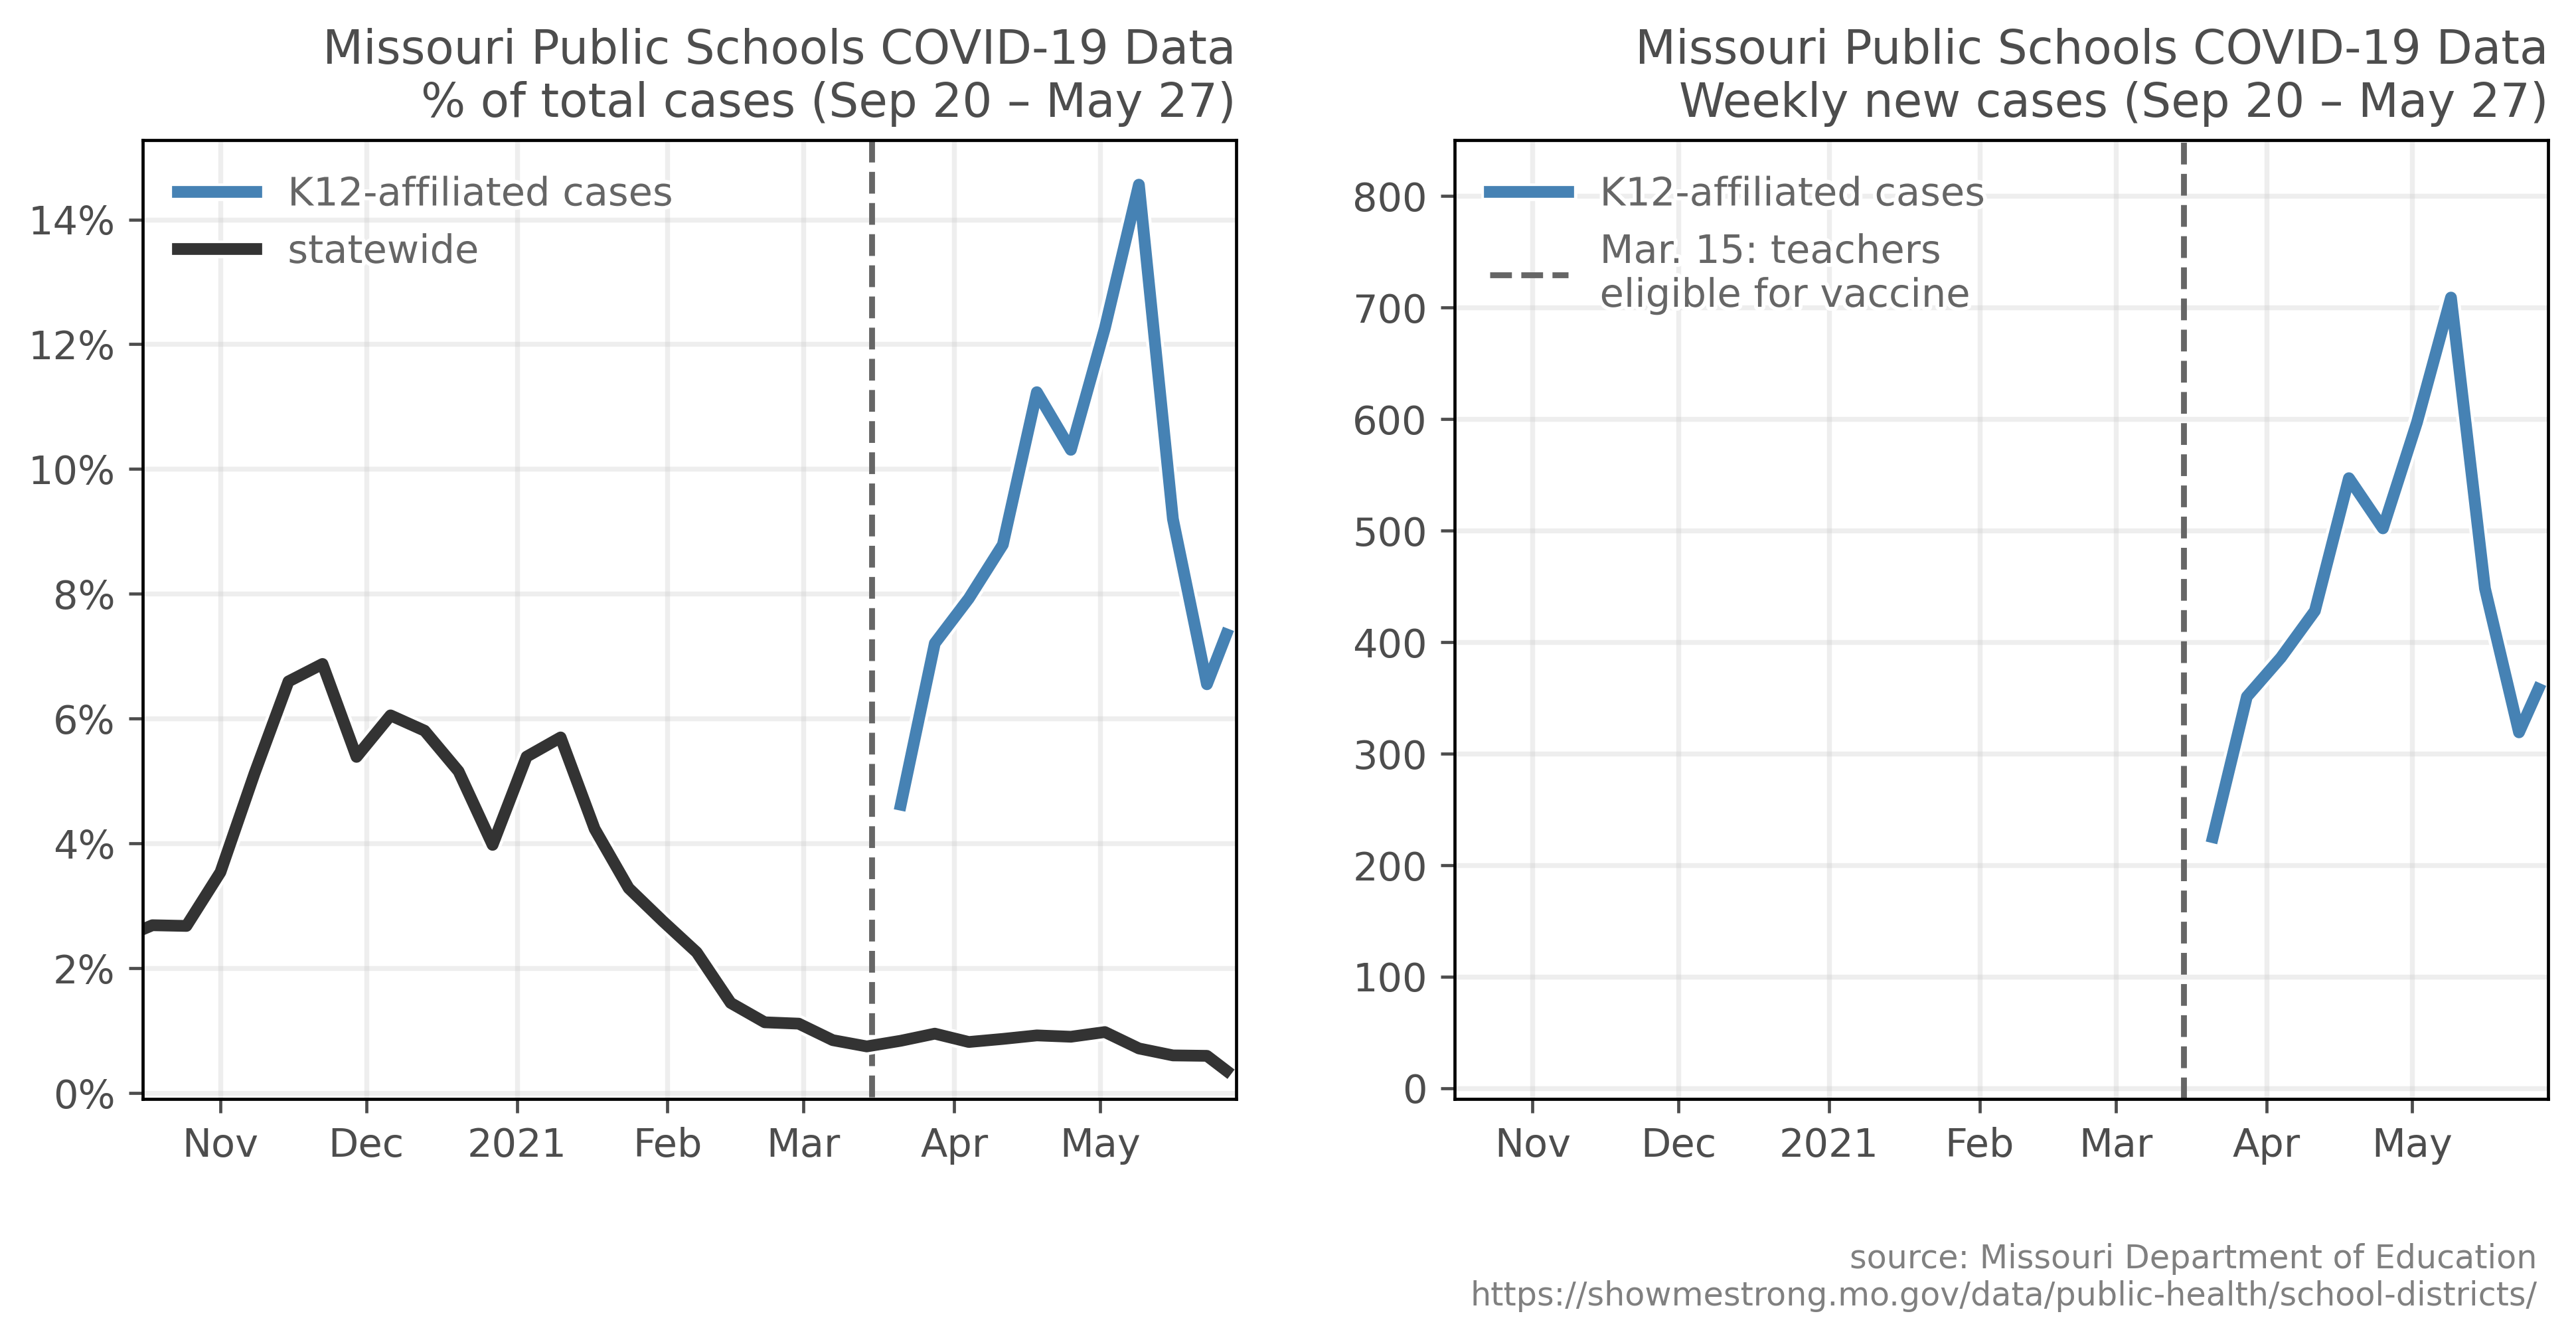 Missouri Public Schools COVID-19 Data
% of total cases (Sep 20 – May 27)
K12-affiliated cases
statewide
14%
12%
10%
8%
6%
4%
2%
0%
Nov
Dec
2021
Feb
Mar
Apr
May
Missouri Public Schools COVID-19 Data
Weekly new cases (Sep 20 – May 27)
K12-affiliated cases
Mar. 15: teachers
eligible for vaccine
800
700
600
500
400
300
200
100
0
Nov
Dec
2021
Feb
Mar
Apr
May
source: Missouri Department of Education
https://showmestrong.mo.gov/data/public-health/school-districts/